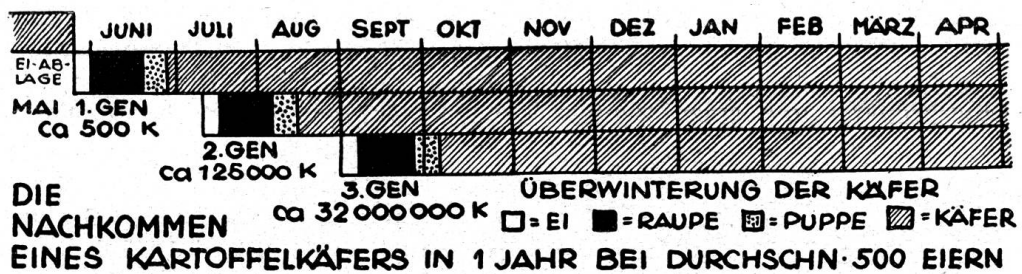 JUNI JULI AUG SEPT OKT NOV DEZ JAN FEB MÄRZ APR
EI-AB-
LAGE
MAI 1.GEN
Ca 500 K
2.GEN
Ca 125000 K
3.GEN
Ca 32000000 K
ÜBERWINTERUNG DER KÄFER
□=EI ■=RAUPE ▒=PUPPE ▨=KÄFER
DIE
NACHKOMMEN
EINES KARTOFFELKÄFERS IN 1 JAHR BEI DURCHSCHN·500 EIERN